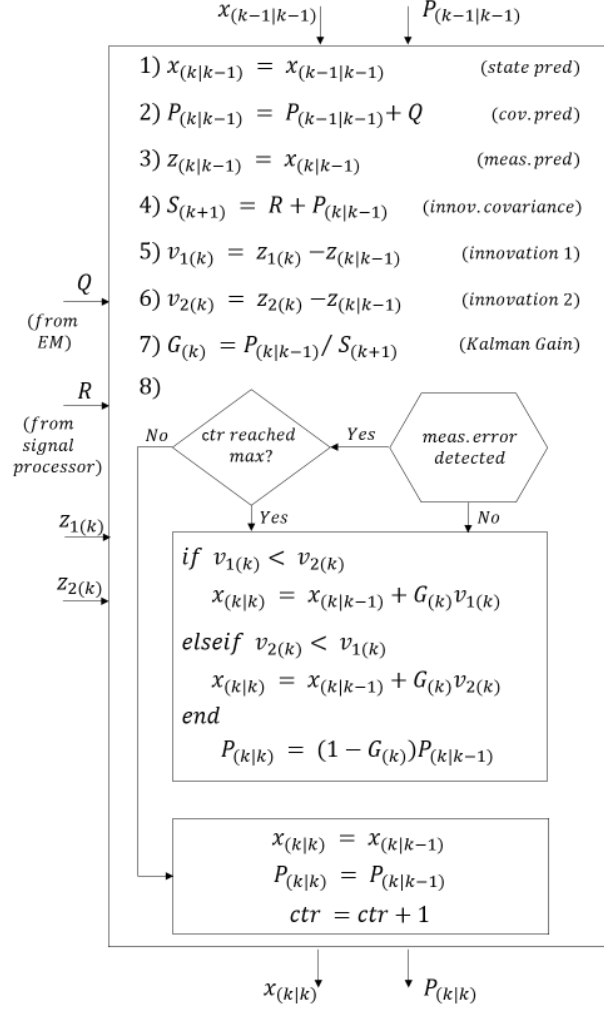 x(k−1|k−1) P(k−1|k−1)
1) x(k|k−1) = x(k−1|k−1) (state pred)
2) P(k|k−1) = P(k−1|k−1)+ Q (cov.pred)
3) z(k|k−1) = x(k|k−1) (meas.pred)
4) S(k+1) = R + P(k|k−1) (innov.covariance)
5) v1(k) = z1(k) −z(k|k−1) (innovation 1)
6) v2(k) = z2(k) −z(k|k−1) (innovation 2)
7) G(k) = P(k|k−1)/ S(k+1) (Kalman Gain)
8)
Q
(from
EM)
R
(from
signal
processor)
z1(k)
z2(k)
No
ctr reached
max?
Yes
meas.error
detected
Yes
No
if v1(k) < v2(k)
x(k|k) = x(k|k−1) + G(k)v1(k)
elseif v2(k) < v1(k)
x(k|k) = x(k|k−1) + G(k)v2(k)
end
P(k|k) = (1 − G(k))P(k|k−1)
x(k|k) = x(k|k−1)
P(k|k) = P(k|k−1)
ctr = ctr + 1
x(k|k) P(k|k)